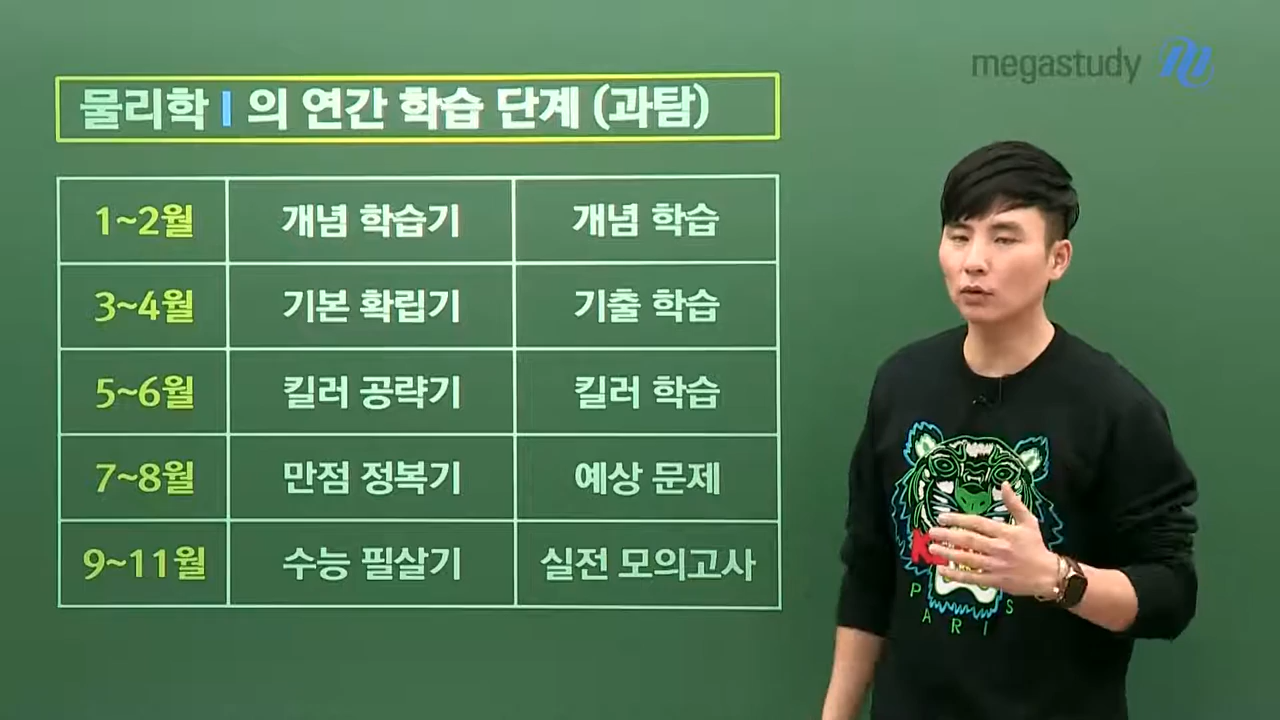 megastudy
물리학 I 의 연간 학습 단계 (과탐)
1~2월 개념 학습기 개념 학습
3~4월 기본 확립기 기출 학습
5~6월 킬러 공략기 킬러 학습
7~8월 만점 정복기 예상 문제
9~11월 수능 필살기 실전 모의고사
PARIS